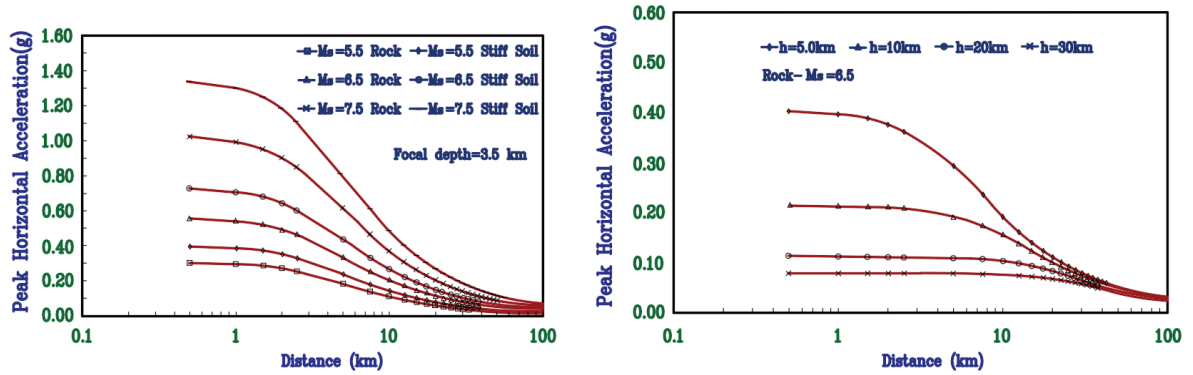 Peak Horizontal Acceleration(g)
1.60
1.40
1.20
1.00
0.80
0.60
0.40
0.20
0.00
Ms=5.5 Rock Ms=5.5 Stiff Soil
Ms=6.5 Rock Ms=6.5 Stiff Soil
Ms=7.5 Rock Ms=7.5 Stiff Soil
Focal depth=3.5 km
0.1 1 10 100
Distance (km)
Peak Horizontal Acceleration(g)
0.60
0.50
0.40
0.30
0.20
0.10
0.00
h=5.0km h=10km h=20km h=30km
Rock-Ms=6.5
0.1 1 10 100
Distance (km)